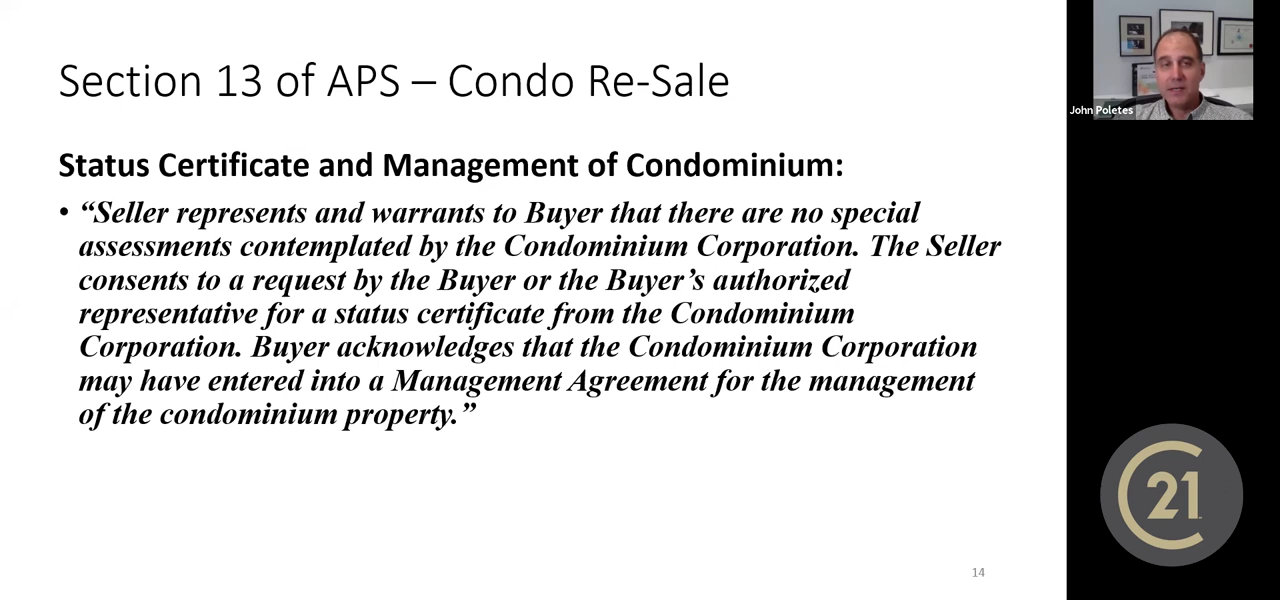 Section 13 of APS – Condo Re-Sale
Status Certificate and Management of Condominium:
• “Seller represents and warrants to Buyer that there are no special
assessments contemplated by the Condominium Corporation. The Seller
consents to a request by the Buyer or the Buyer’s authorized
representative for a status certificate from the Condominium
Corporation. Buyer acknowledges that the Condominium Corporation
may have entered into a Management Agreement for the management
of the condominium property.”
14
John Poletes
C21